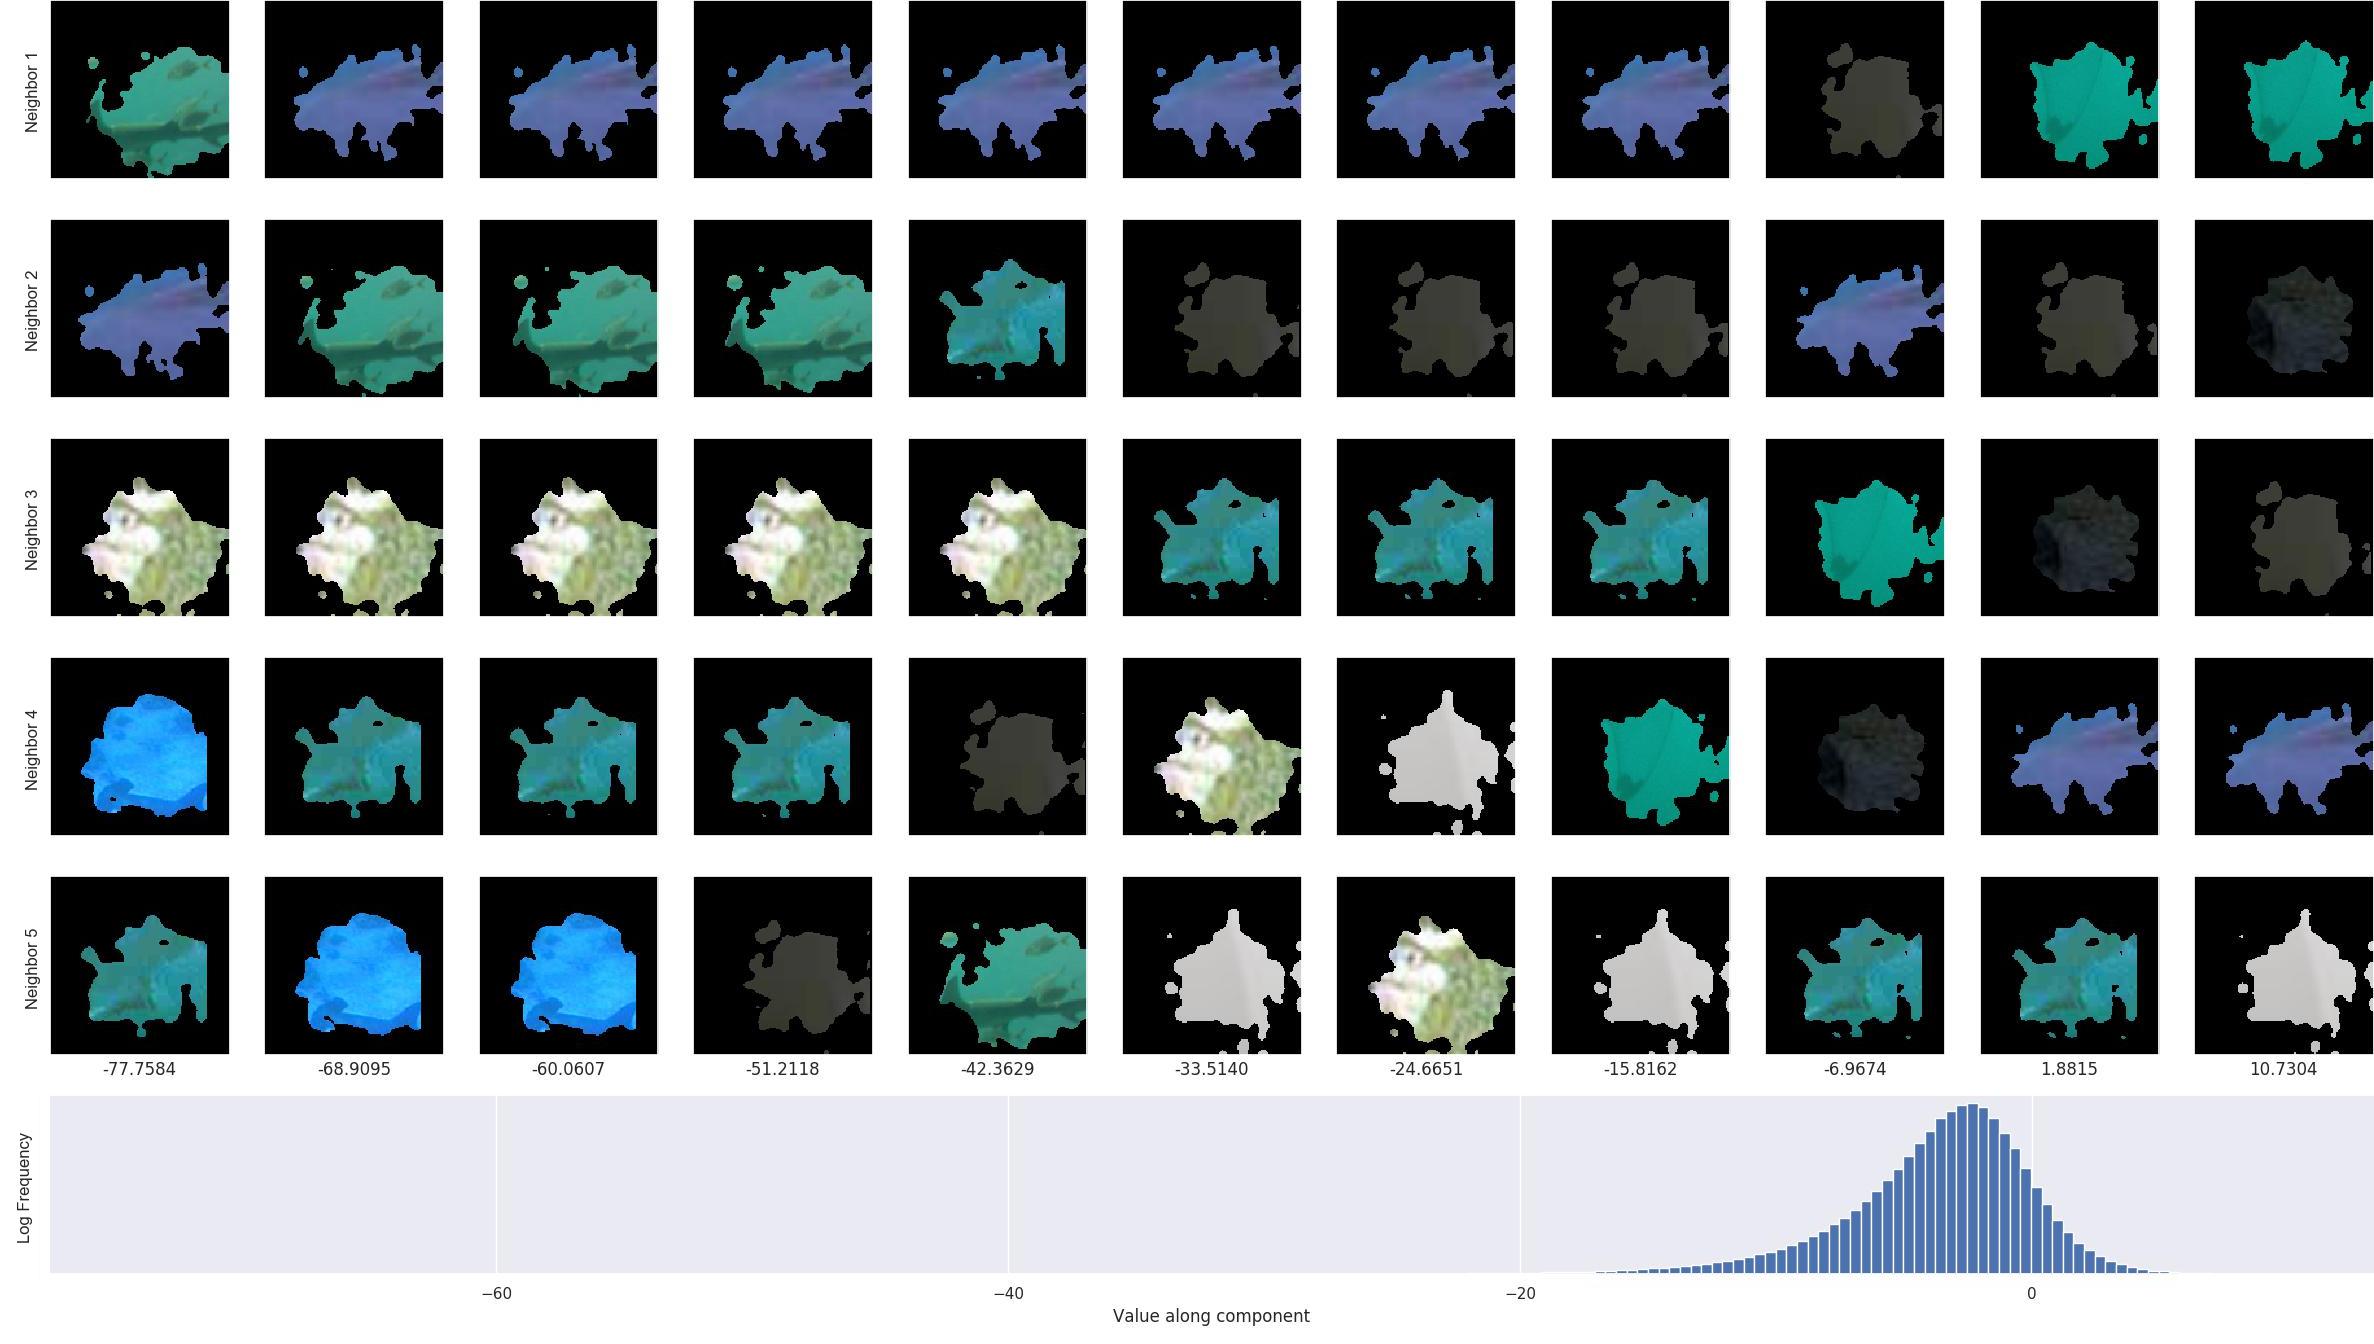 Neighbor 1
Neighbor 2
Neighbor 3
Neighbor 4
Neighbor 5
-77.7584 -68.9095 -60.0607 -51.2118 -42.3629 -33.5140 -24.6651 -15.8162 -6.9674 1.8815 10.7304
Log Frequency
−60 −40 −20 0
Value along component